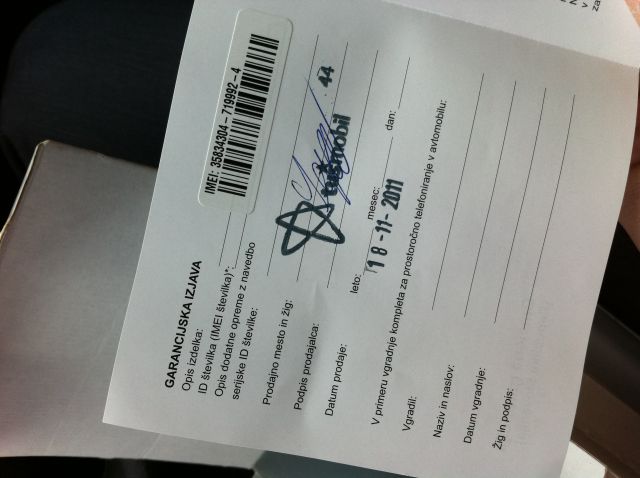 GARANCIJSKA IZJAVA
Opis izdelka:
ID številka (IMEI številka)*:
IMEI: 35834304-719992-4
Opis dodatne opreme z navedbo
serijske ID številke:
Prodajno mesto in žig:
tušmobil 44
Podpis prodajalca:
Datum prodaje: leto: mesec: dan:
18-11-2011
V primeru vgradnje kompleta za prostoročno telefoniranje v avtomobilu:
Vgradil:
Naziv in naslov:
Datum vgradnje:
Žig in podpis: